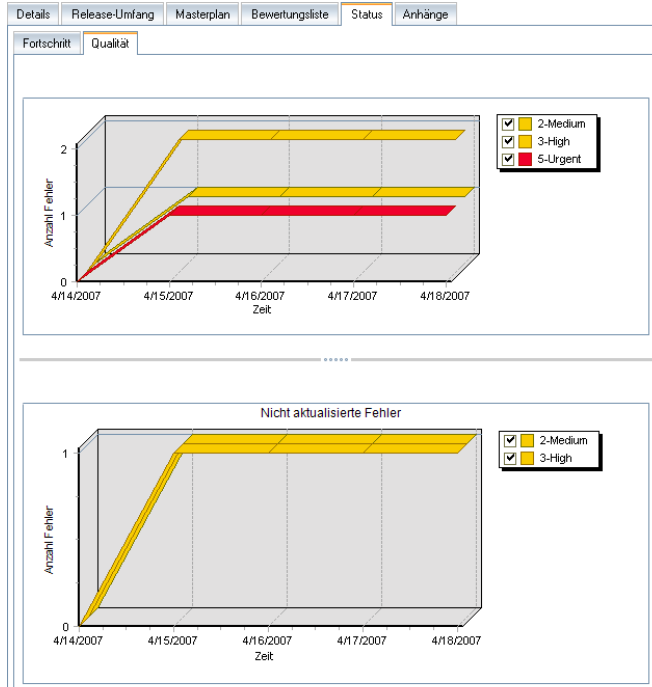 Details Release-Umfang Masterplan Bewertungsliste Status Anhänge
Fortschritt Qualität
2-Medium
3-High
5-Urgent
2
1
0
Anzahl Fehler
4/14/2007 4/15/2007 4/16/2007 4/17/2007 4/18/2007
Zeit
Nicht aktualisierte Fehler
2-Medium
3-High
1
0
Anzahl Fehler
4/14/2007 4/15/2007 4/16/2007 4/17/2007 4/18/2007
Zeit